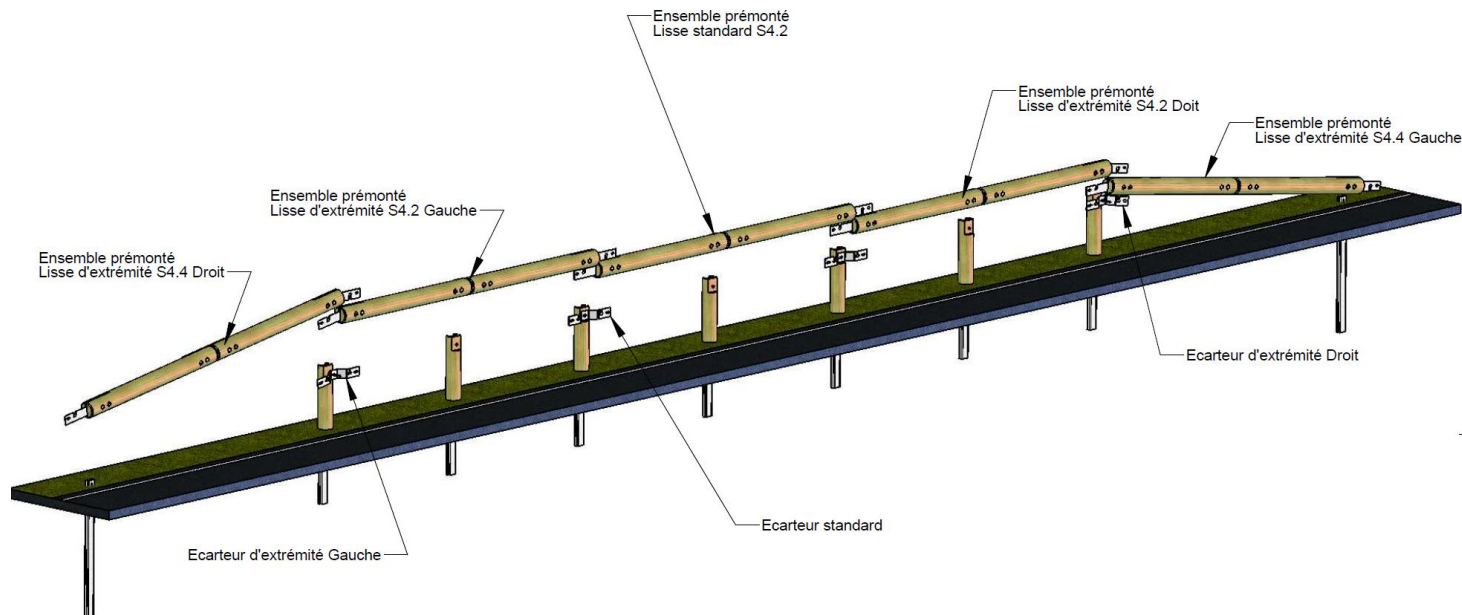 Ensemble prémonté
Lisse standard S4.2
Ensemble prémonté
Lisse d'extrémité S4.2 Doit
Ensemble prémonté
Lisse d'extrémité S4.4 Gauche
Ensemble prémonté
Lisse d'extrémité S4.2 Gauche
Ensemble prémonté
Lisse d'extrémité S4.4 Droit
Ecarteur d'extrémité Droit
Ecarteur standard
Ecarteur d'extrémité Gauche